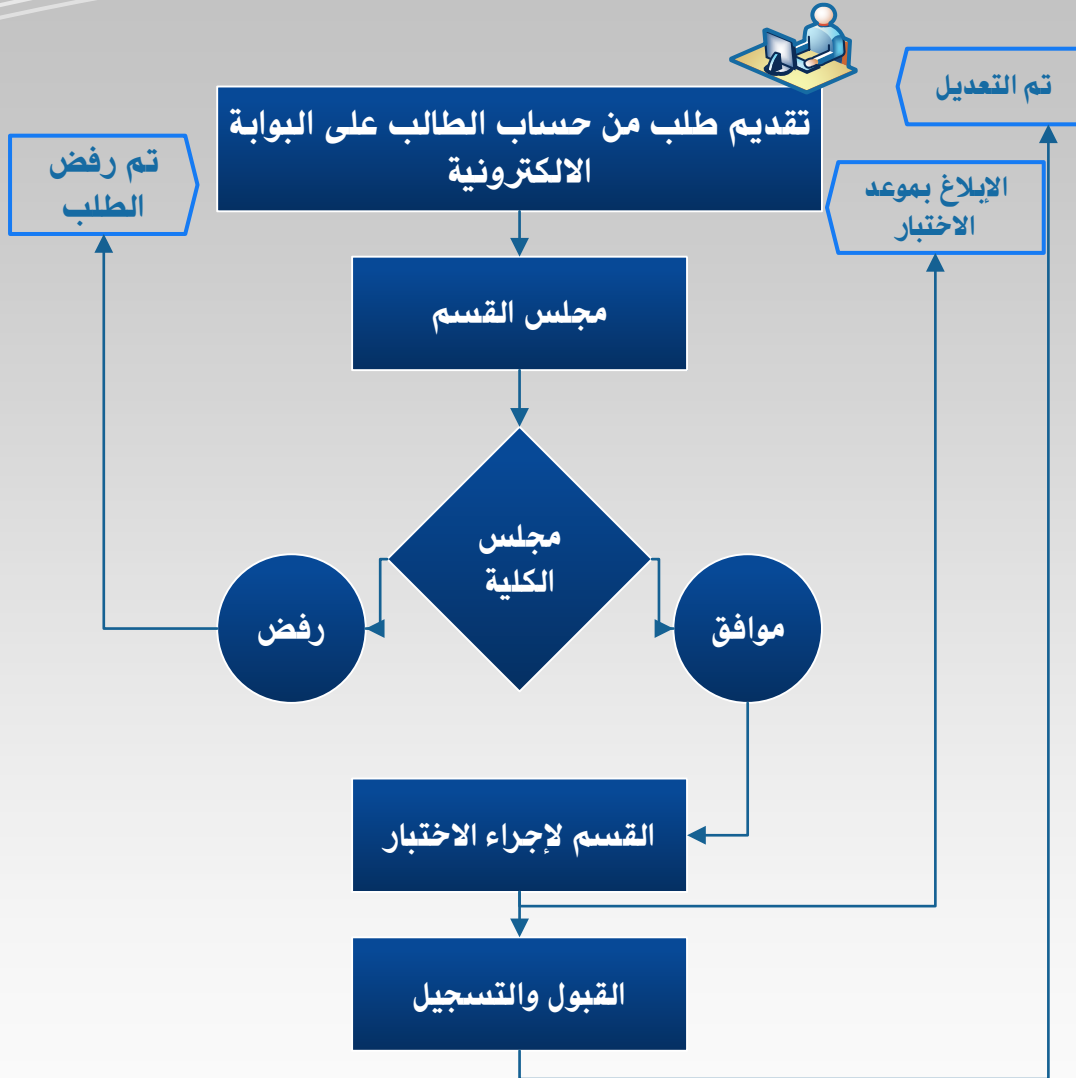 تم التعديل
تقديم طلب من حساب الطالب على البوابة
الالكترونية
تم رفض
الطلب
الإبلاغ بموعد
الاختبار
مجلس القسم
مجلس
الكلية
موافق
رفض
القسم لإجراء الاختبار
القبول والتسجيل